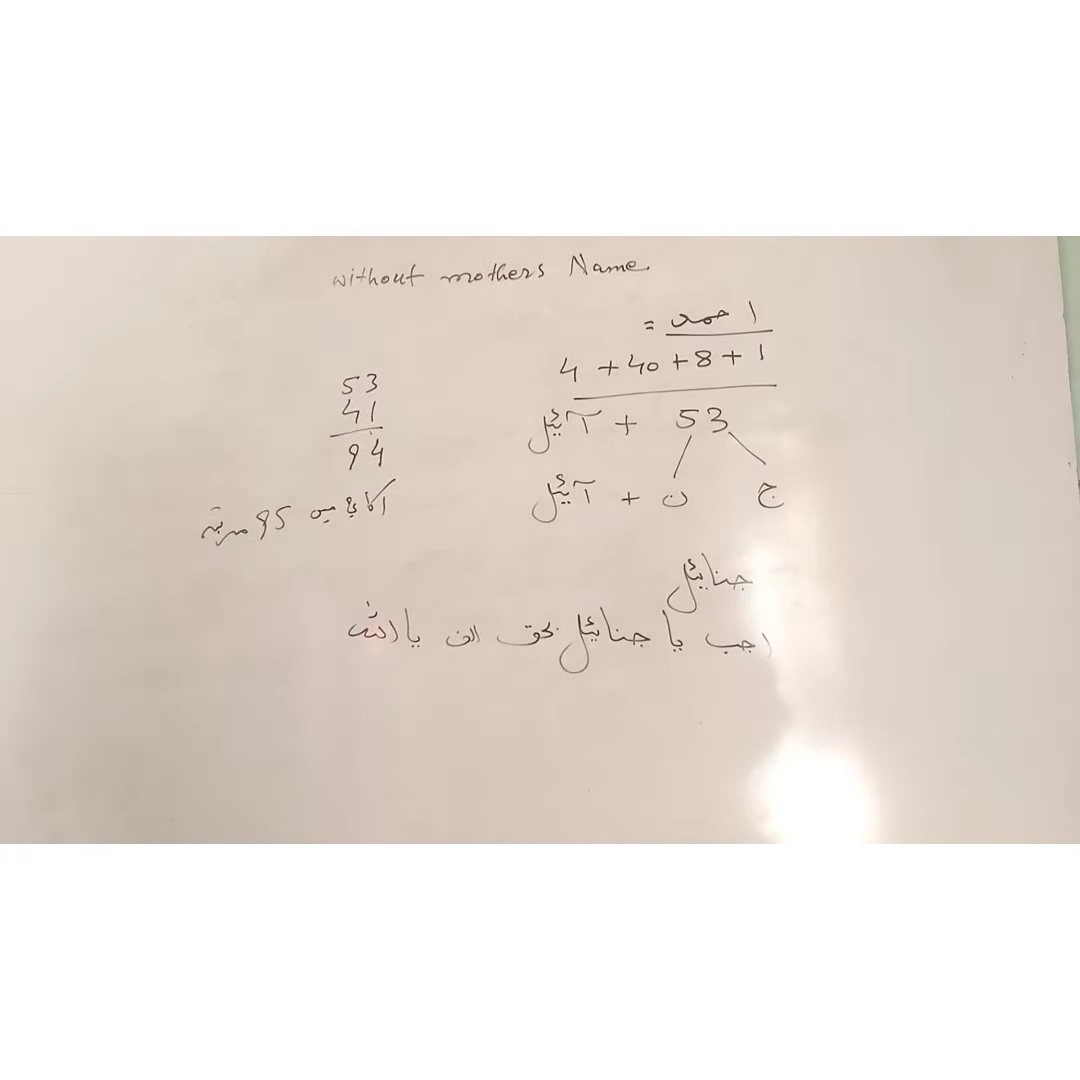 without mothers Name
احمد =
4 + 40 + 8 + 1
53 + آئیل
ج ن + آئیل
53
41
94
اکائی میں 95 مرتبہ
جنائیل
اجب یا جنائیل بحق الف یا اللہ